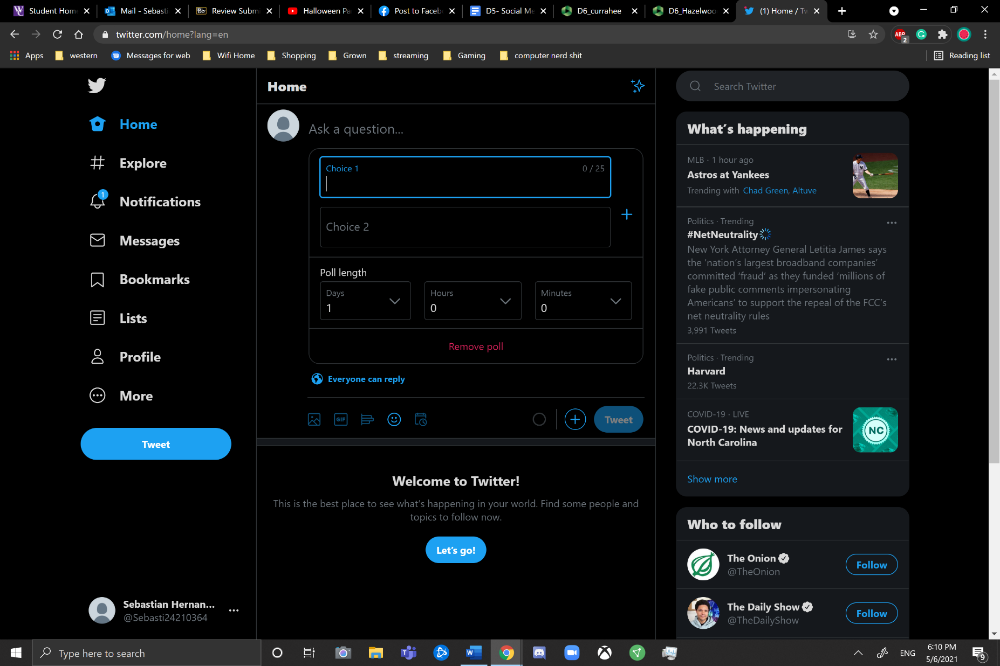 Student Hom
Mail - Sebasti
Review Submi
Halloween Pa
Post to Faceb
D5- Social Me
D6_currahee
D6_Hazelwoo
(1) Home / Tw
twitter.com/home?lang=en
ABP
2
Apps
western
Messages for web
Wifi Home
Shopping
Grown
streaming
Gaming
computer nerd shit
Reading list
Home
Explore
1
Notifications
Messages
Bookmarks
Lists
Profile
More
Tweet
Sebastian Hernan...
@Sebasti24210364
Home
Ask a question...
Choice 1
0 / 25
Choice 2
Poll length
Days
1
Hours
0
Minutes
0
Remove poll
Everyone can reply
GIF
Tweet
Welcome to Twitter!
This is the best place to see what's happening in your world. Find some people and
topics to follow now.
Let's go!
Search Twitter
What's happening
MLB · 1 hour ago
Astros at Yankees
Trending with Chad Green, Altuve
Politics · Trending
#NetNeutrality
New York Attorney General Letitia James says
the 'nation's largest broadband companies'
committed 'fraud' as they funded 'millions of
fake public comments impersonating
Americans' to support the repeal of the FCC's
net neutrality rules
3,991 Tweets
Politics · Trending
Harvard
22.3K Tweets
COVID-19 · LIVE
COVID-19: News and updates for
North Carolina
NC
Show more
Who to follow
The Onion
@TheOnion
Follow
The Daily Show
@TheDailyShow
Follow
Type here to search
ENG
6:10 PM
5/6/2021
9